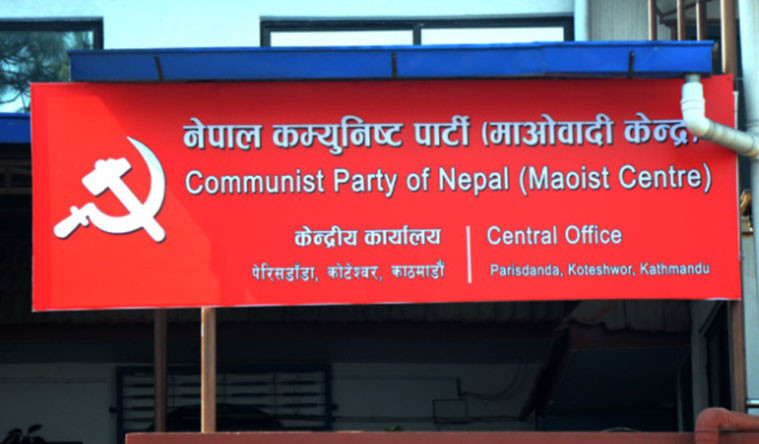 नेपाल कम्युनिष्ट पार्टी (माओवादी केन्द्र)
Communist Party of Nepal (Maoist Centre)
केन्द्रीय कार्यालय
पेरिसडाँडा, कोटेश्वर, काठमाडौं
Central Office
Parisdanda, Koteshwor, Kathmandu